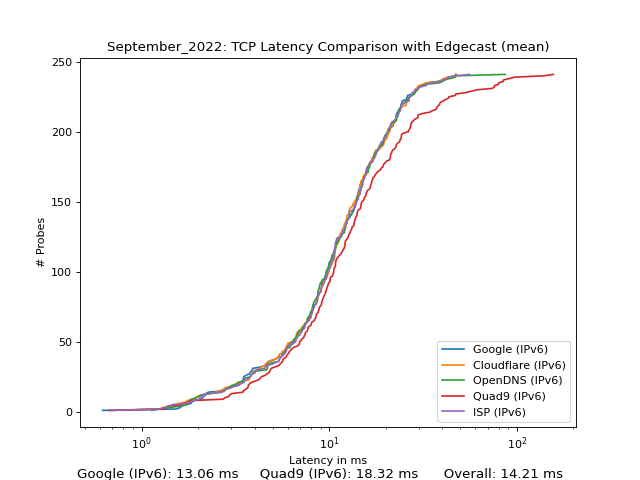 September_2022: TCP Latency Comparison with Edgecast (mean)
250
200
150
100
50
0
# Probes
Google (IPv6)
Cloudflare (IPv6)
OpenDNS (IPv6)
Quad9 (IPv6)
ISP (IPv6)
10⁰ 10¹ 10²
Latency in ms
Google (IPv6): 13.06 ms Quad9 (IPv6): 18.32 ms Overall: 14.21 ms